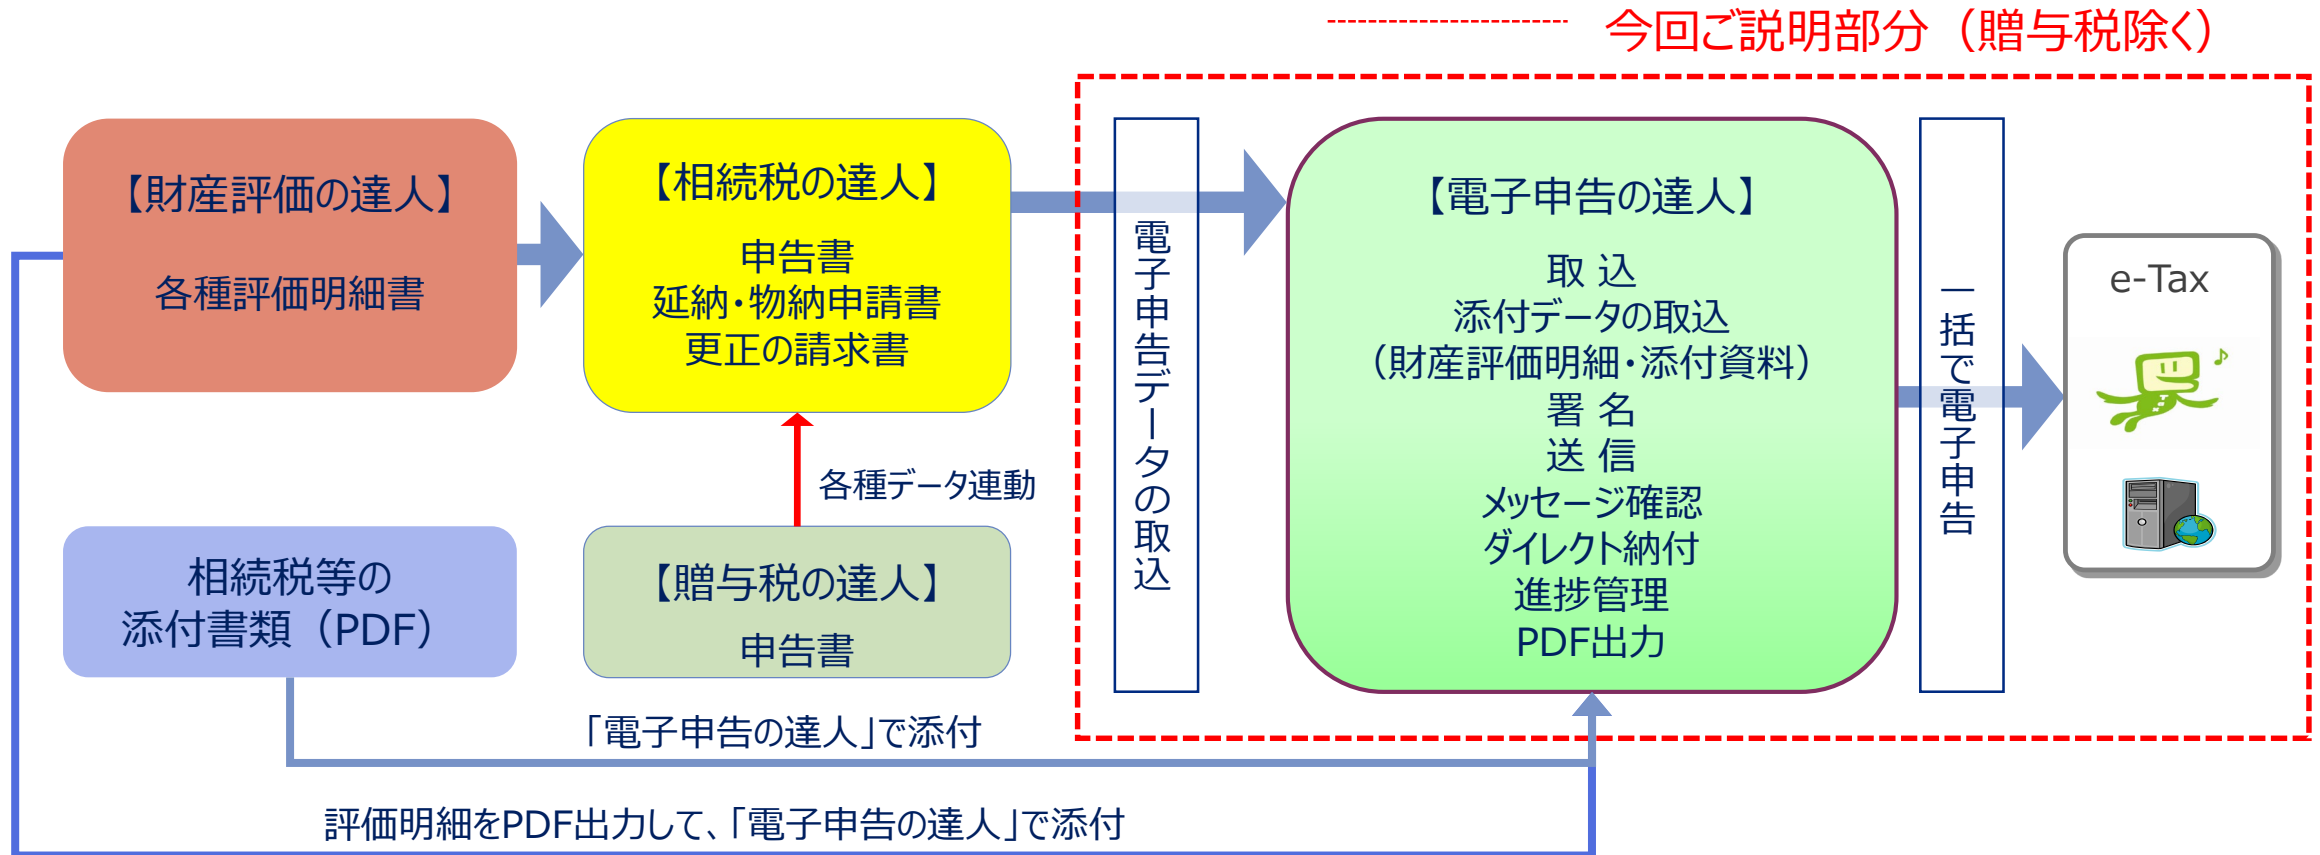 今回ご説明部分（贈与税除く）
【財産評価の達人】
各種評価明細書
【相続税の達人】
申告書
延納・物納申請書
更正の請求書
電子申告データの取込
【電子申告の達人】
取 込
添付データの取込
（財産評価明細・添付資料）
署 名
送 信
メッセージ確認
ダイレクト納付
進捗管理
PDF出力
一括で電子申告
e-Tax
各種データ連動
相続税等の
添付書類（PDF）
【贈与税の達人】
申告書
「電子申告の達人」で添付
評価明細をPDF出力して、「電子申告の達人」で添付